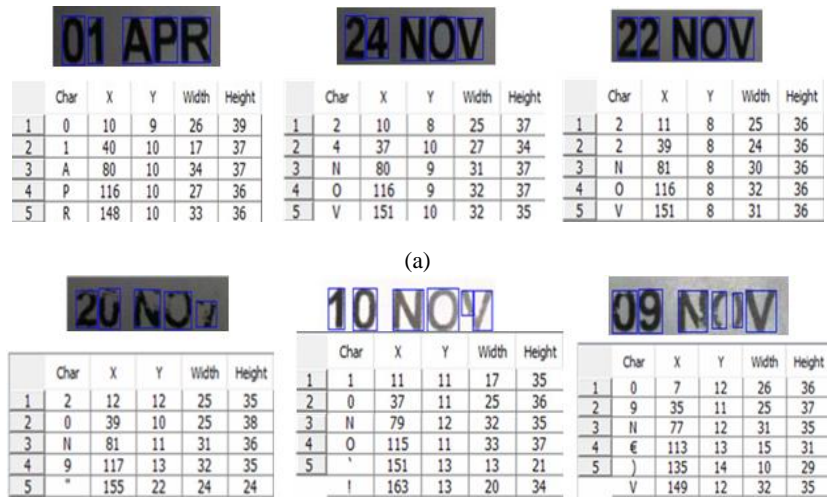 01 APR
Char X Y Width Height
1 0 10 9 26 39
2 1 40 10 17 37
3 A 80 10 34 37
4 P 116 10 27 36
5 R 148 10 33 36
24 NOV
Char X Y Width Height
1 2 10 8 25 37
2 4 37 10 27 34
3 N 80 9 31 37
4 O 116 9 32 37
5 V 151 10 32 35
22 NOV
Char X Y Width Height
1 2 11 8 25 36
2 2 39 8 24 36
3 N 81 8 30 36
4 O 116 8 32 36
5 V 151 8 31 36
(a)
20 NOV
Char X Y Width Height
1 2 12 12 25 35
2 0 39 10 25 38
3 N 81 11 31 36
4 9 117 13 32 35
5 " 155 22 24 24
10 NOV
Char X Y Width Height
1 1 11 11 17 35
2 0 37 11 25 36
3 N 79 12 32 35
4 O 115 11 33 37
5 ` 151 13 13 21
! 163 13 20 34
09 NOV
Char X Y Width Height
1 0 7 12 26 36
2 9 35 11 25 37
3 N 77 12 31 35
4 € 113 13 15 31
5 ) 135 14 10 29
V 149 12 32 35